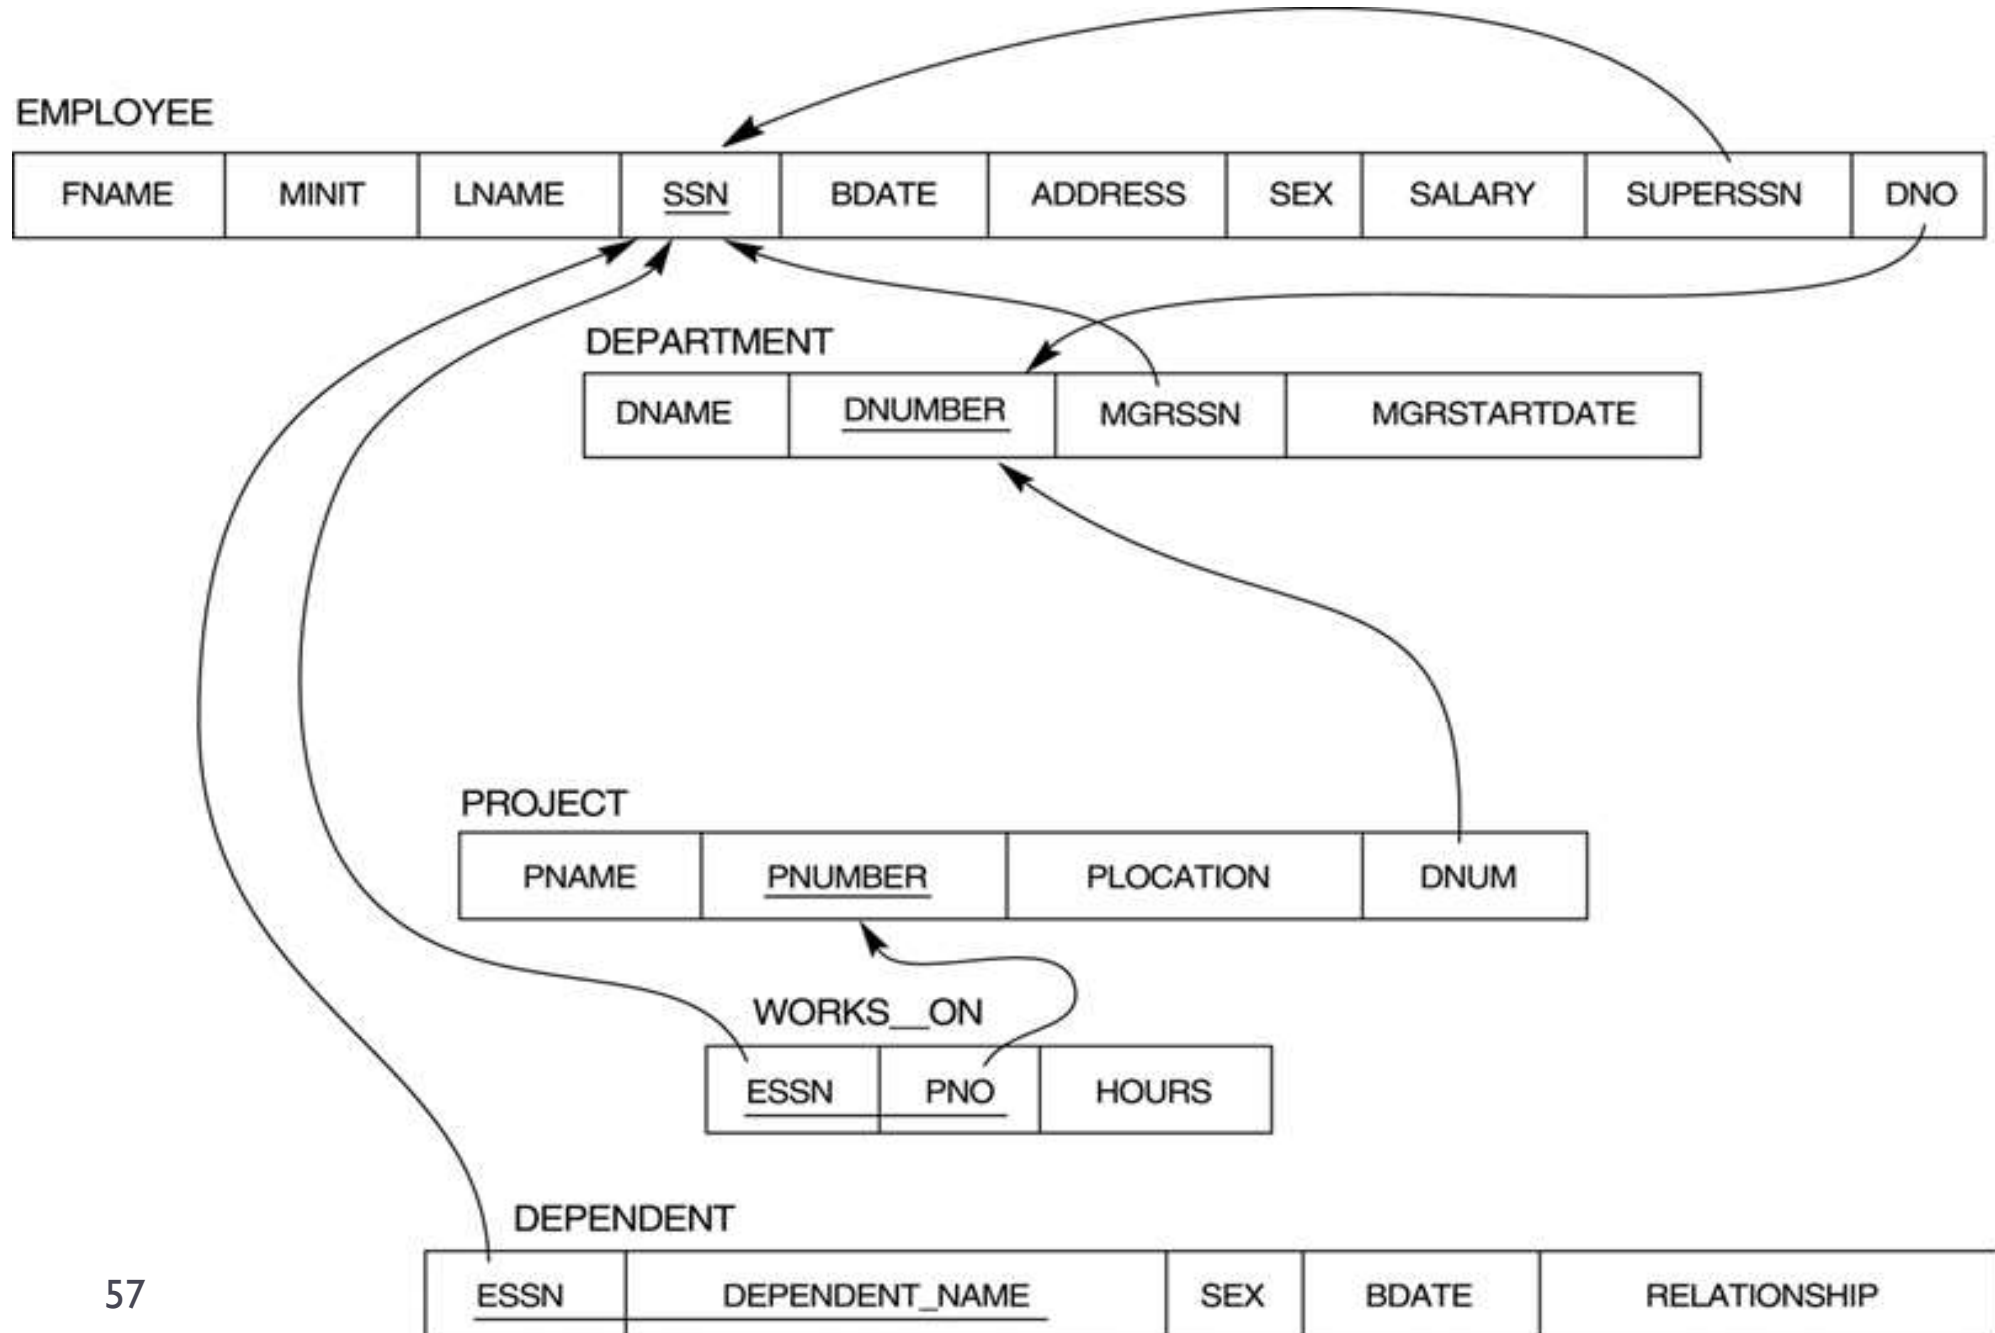 EMPLOYEE
FNAME MINIT LNAME SSN BDATE ADDRESS SEX SALARY SUPERSSN DNO
DEPARTMENT
DNAME DNUMBER MGRSSN MGRSTARTDATE
PROJECT
PNAME PNUMBER PLOCATION DNUM
WORKS__ON
ESSN PNO HOURS
DEPENDENT
ESSN DEPENDENT_NAME SEX BDATE RELATIONSHIP
57